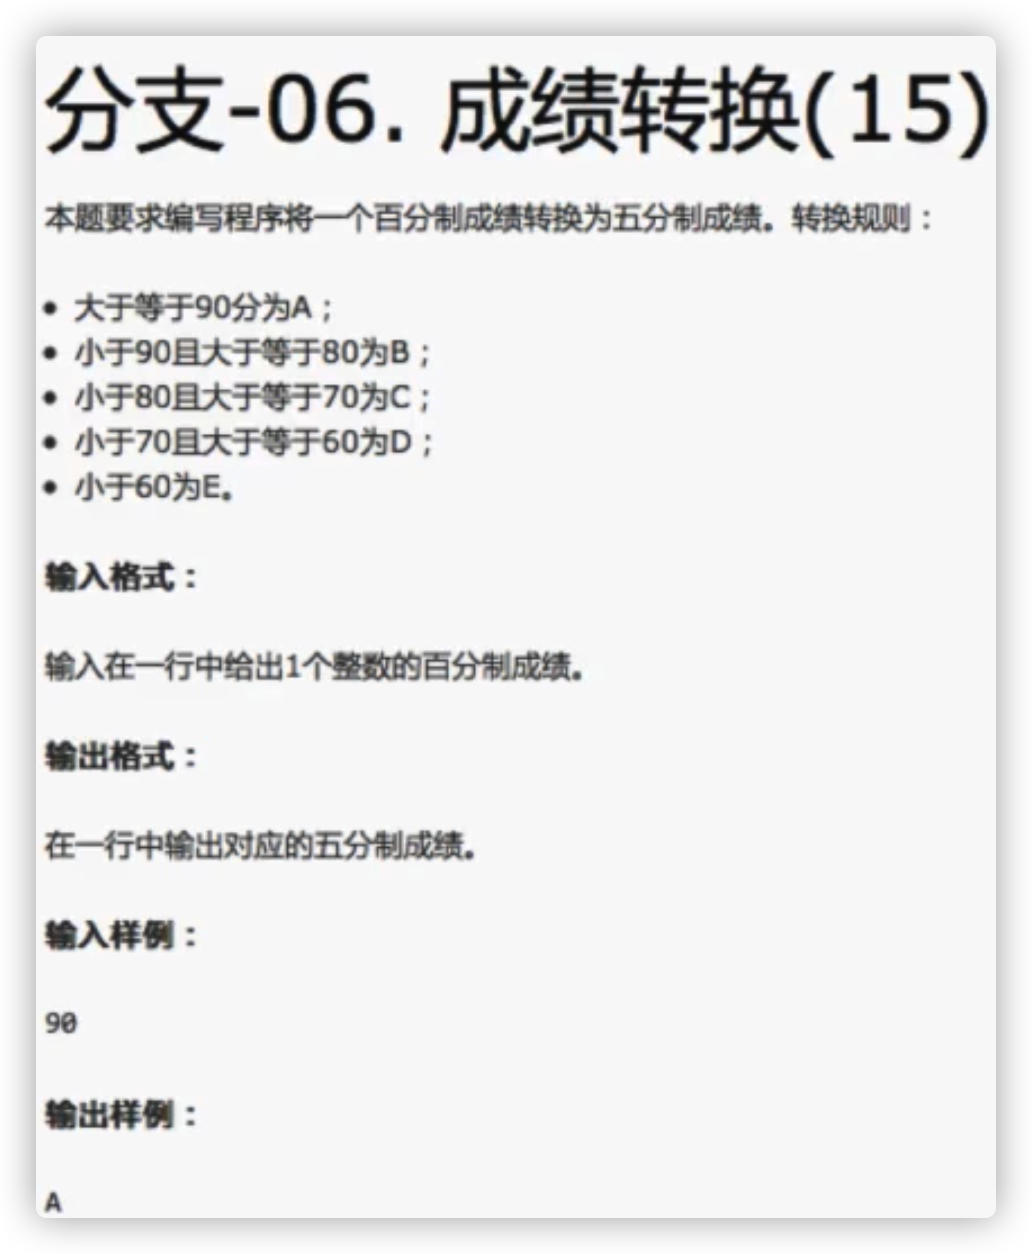 分支-06. 成绩转换(15)
本题要求编写程序将一个百分制成绩转换为五分制成绩。转换规则：
大于等于90分为A；
小于90且大于等于80为B；
小于80且大于等于70为C；
小于70且大于等于60为D；
小于60为E。
输入格式：
输入在一行中给出1个整数的百分制成绩。
输出格式：
在一行中输出对应的五分制成绩。
输入样例：
90
输出样例：
A